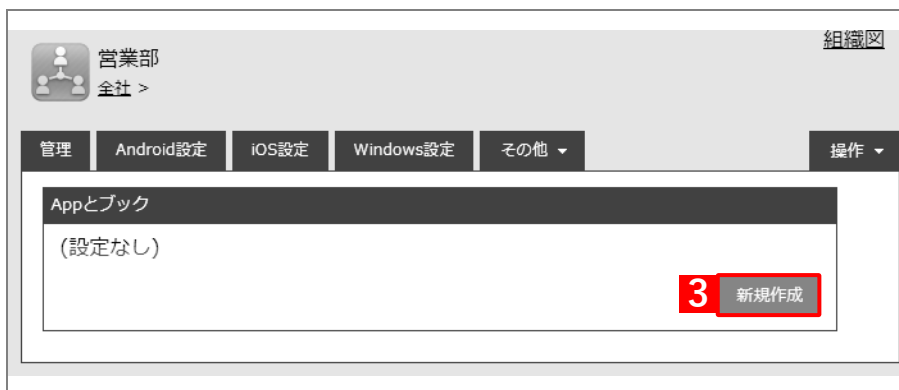 組織図
営業部
全社 >
管理 Android設定 iOS設定 Windows設定 その他 ▼ 操作 ▼
Appとブック
(設定なし)
3 新規作成